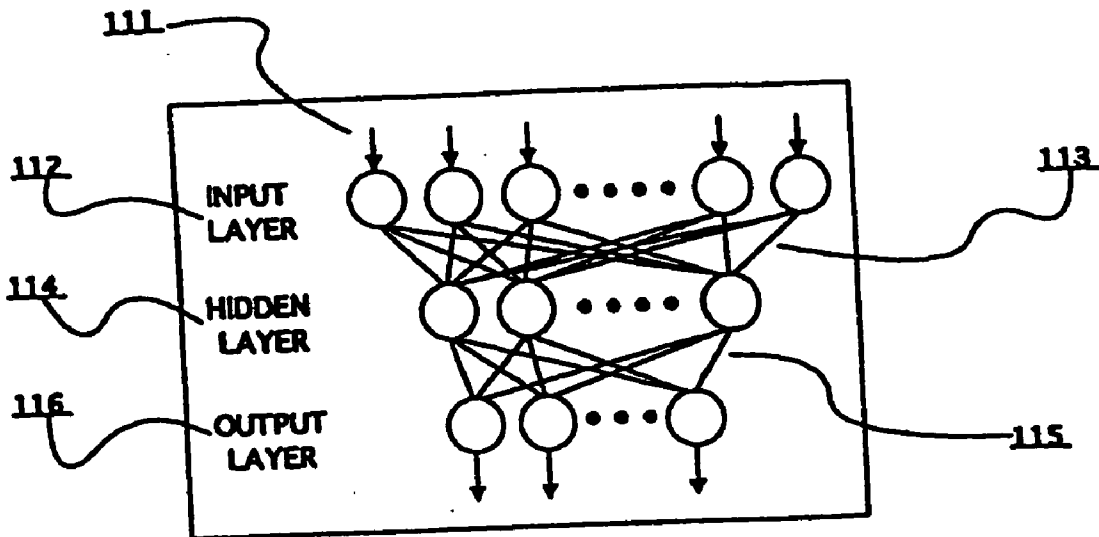 111
112
INPUT
LAYER
113
114
HIDDEN
LAYER
116
OUTPUT
LAYER
115